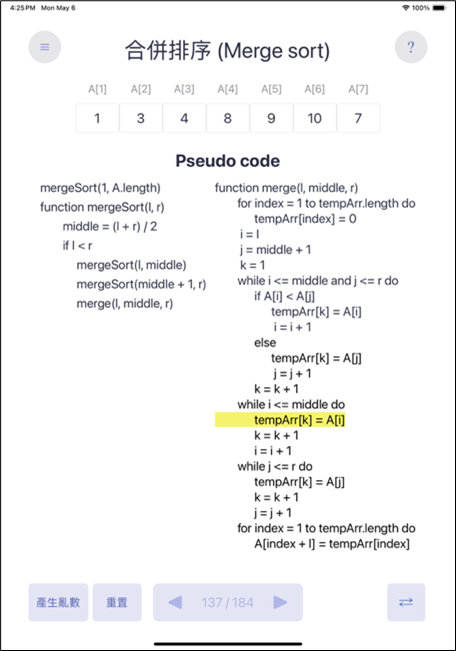 4:25 PM Mon May 6 100%
≡
合併排序 (Merge sort)
?
A[1] A[2] A[3] A[4] A[5] A[6] A[7]
1 3 4 8 9 10 7
Pseudo code
mergeSort(1, A.length)
function mergeSort(l, r)
middle = (l + r) / 2
if l < r
mergeSort(l, middle)
mergeSort(middle + 1, r)
merge(l, middle, r)
function merge(l, middle, r)
for index = 1 to tempArr.length do
tempArr[index] = 0
i = l
j = middle + 1
k = 1
while i <= middle and j <= r do
if A[i] < A[j]
tempArr[k] = A[i]
i = i + 1
else
tempArr[k] = A[j]
j = j + 1
k = k + 1
while i <= middle do
tempArr[k] = A[i]
k = k + 1
i = i + 1
while j <= r do
tempArr[k] = A[j]
k = k + 1
j = j + 1
for index = 1 to tempArr.length do
A[index + l] = tempArr[index]
產生亂數 重置 ◀ 137 / 184 ▶ ⇄